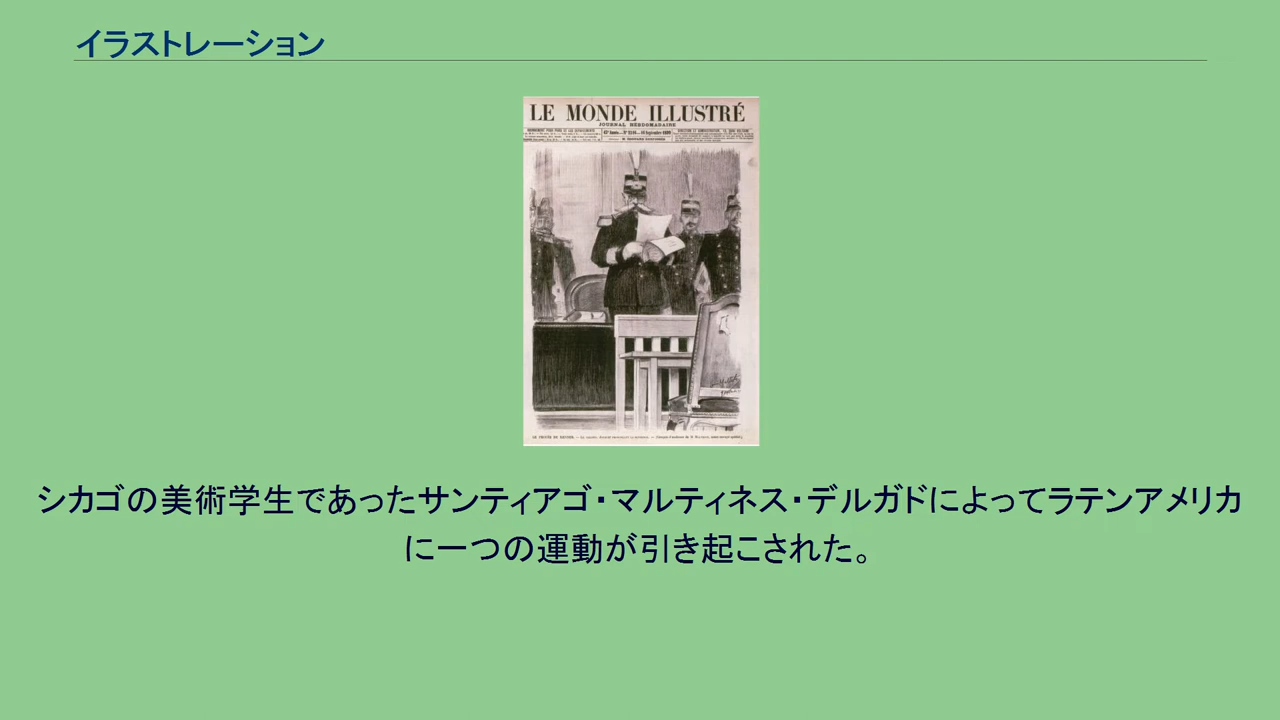 イラストレーション
LE MONDE ILLUSTRÉ
JOURNAL HEBDOMADAIRE
シカゴの美術学生であったサンティアゴ・マルティネス・デルガドによってラテンアメリカ
に一つの運動が引き起こされた。